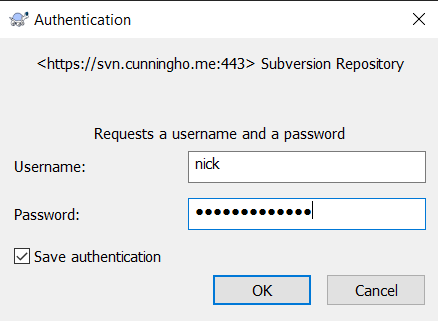 Authentication
<https://svn.cunningho.me:443> Subversion Repository
Requests a username and a password
Username:
nick
Password:
●●●●●●●●●●●●●
Save authentication
OK
Cancel